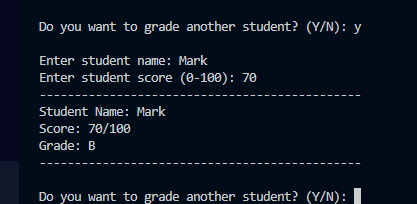 Do you want to grade another student? (Y/N): y
Enter student name: Mark
Enter student score (0-100): 70
------------------------------------------------
Student Name: Mark
Score: 70/100
Grade: B
------------------------------------------------
Do you want to grade another student? (Y/N):